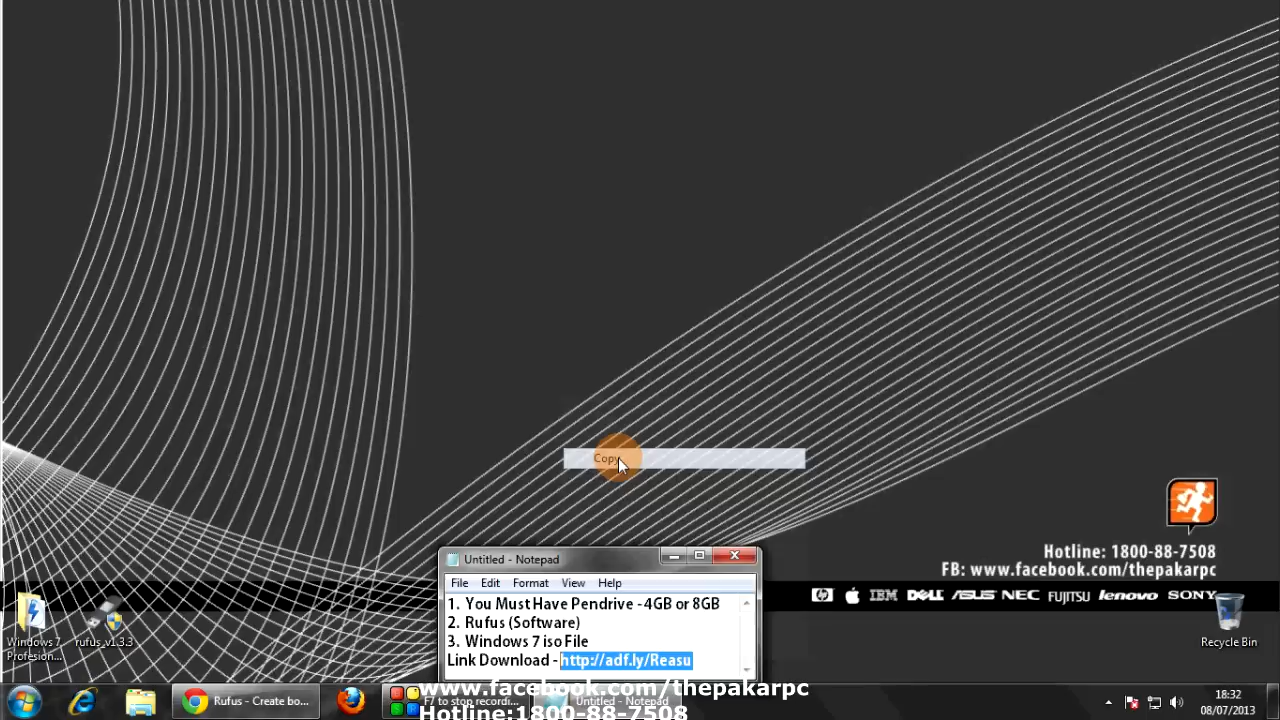 Copy
Hotline: 1800-88-7508
FB: www.facebook.com/thepakarpc
hp IBM DELL ASUS NEC FUJITSU lenovo SONY
Untitled - Notepad
File Edit Format View Help
1. You Must Have Pendrive -4GB or 8GB
2. Rufus (Software)
3. Windows 7 iso File
Link Download - http://adf.ly/Reasu
Windows 7
Profesion...
rufus_v1.3.3
Recycle Bin
Rufus - Create bo...
F7 to stop recordi...
Untitled - Notepad
18:32
08/07/2013
www.facebook.com/thepakarpc
Hotline:1800-88-7508